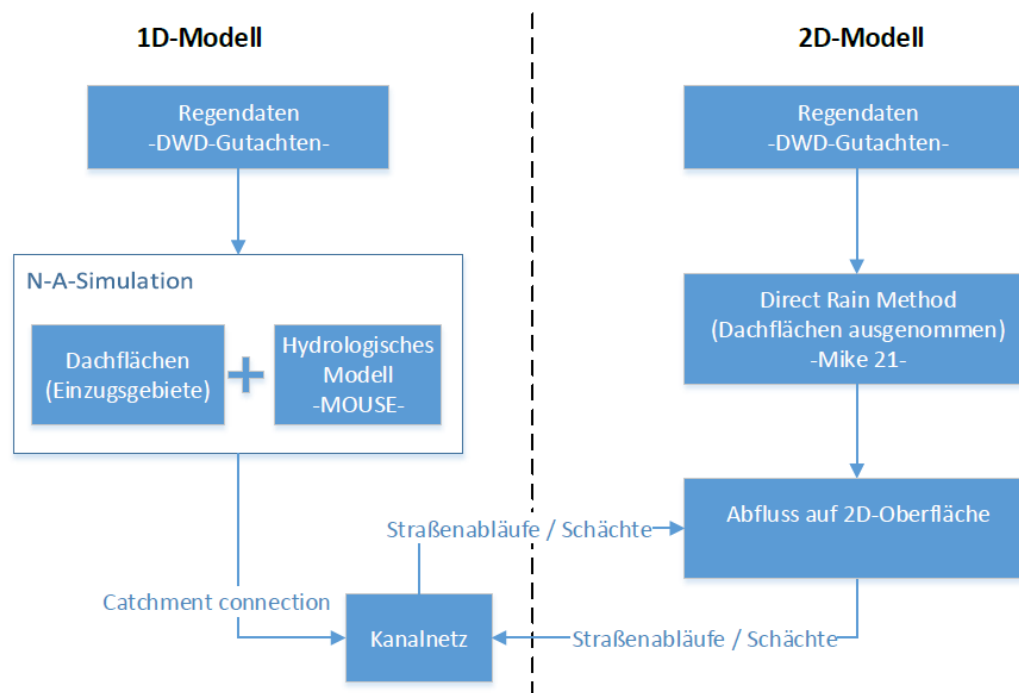 1D-Modell
Regendaten
-DWD-Gutachten-
N-A-Simulation
Dachflächen
(Einzugsgebiete)
+
Hydrologisches
Modell
-MOUSE-
Catchment connection
Kanalnetz
Straßenabläufe / Schächte
2D-Modell
Regendaten
-DWD-Gutachten-
Direct Rain Method
(Dachflächen ausgenommen)
-Mike 21-
Abfluss auf 2D-Oberfläche
Straßenabläufe / Schächte